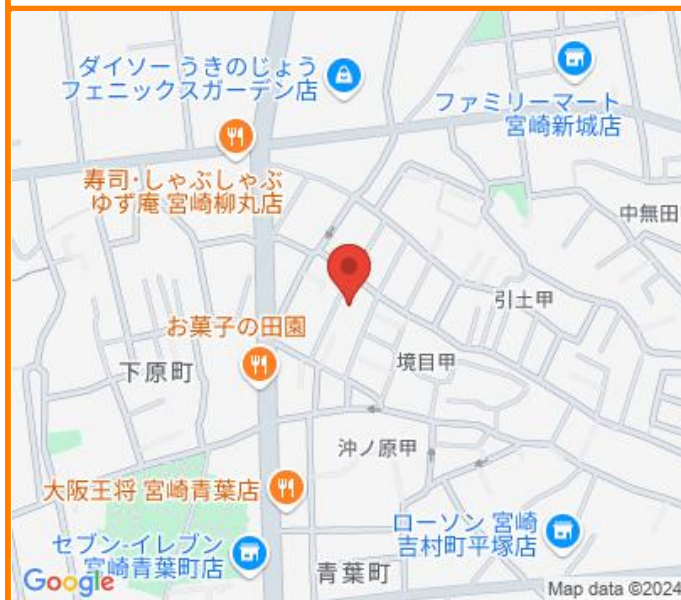 ダイソー うきのじょう
フェニックスガーデン店
ファミリーマート
宮崎新城店
寿司・しゃぶしゃぶ
ゆず庵 宮崎柳丸店
中無田
引土甲
お菓子の田園
下原町
境目甲
沖ノ原甲
大阪王将 宮崎青葉店
ローソン 宮崎
吉村町平塚店
セブン-イレブン
宮崎青葉町店
青葉町
Google
Map data ©2024